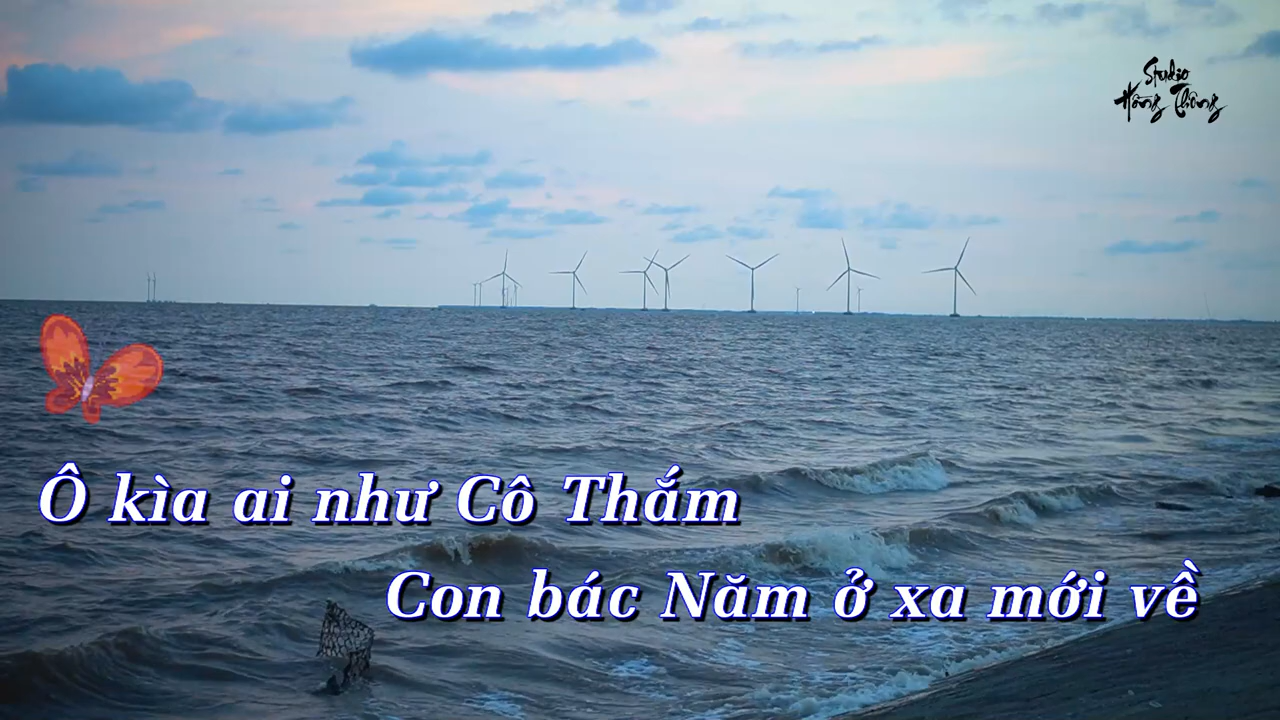 Studio
Hồng Thông
Ô kìa ai như Cô Thắm
Con bác Năm ở xa mới về